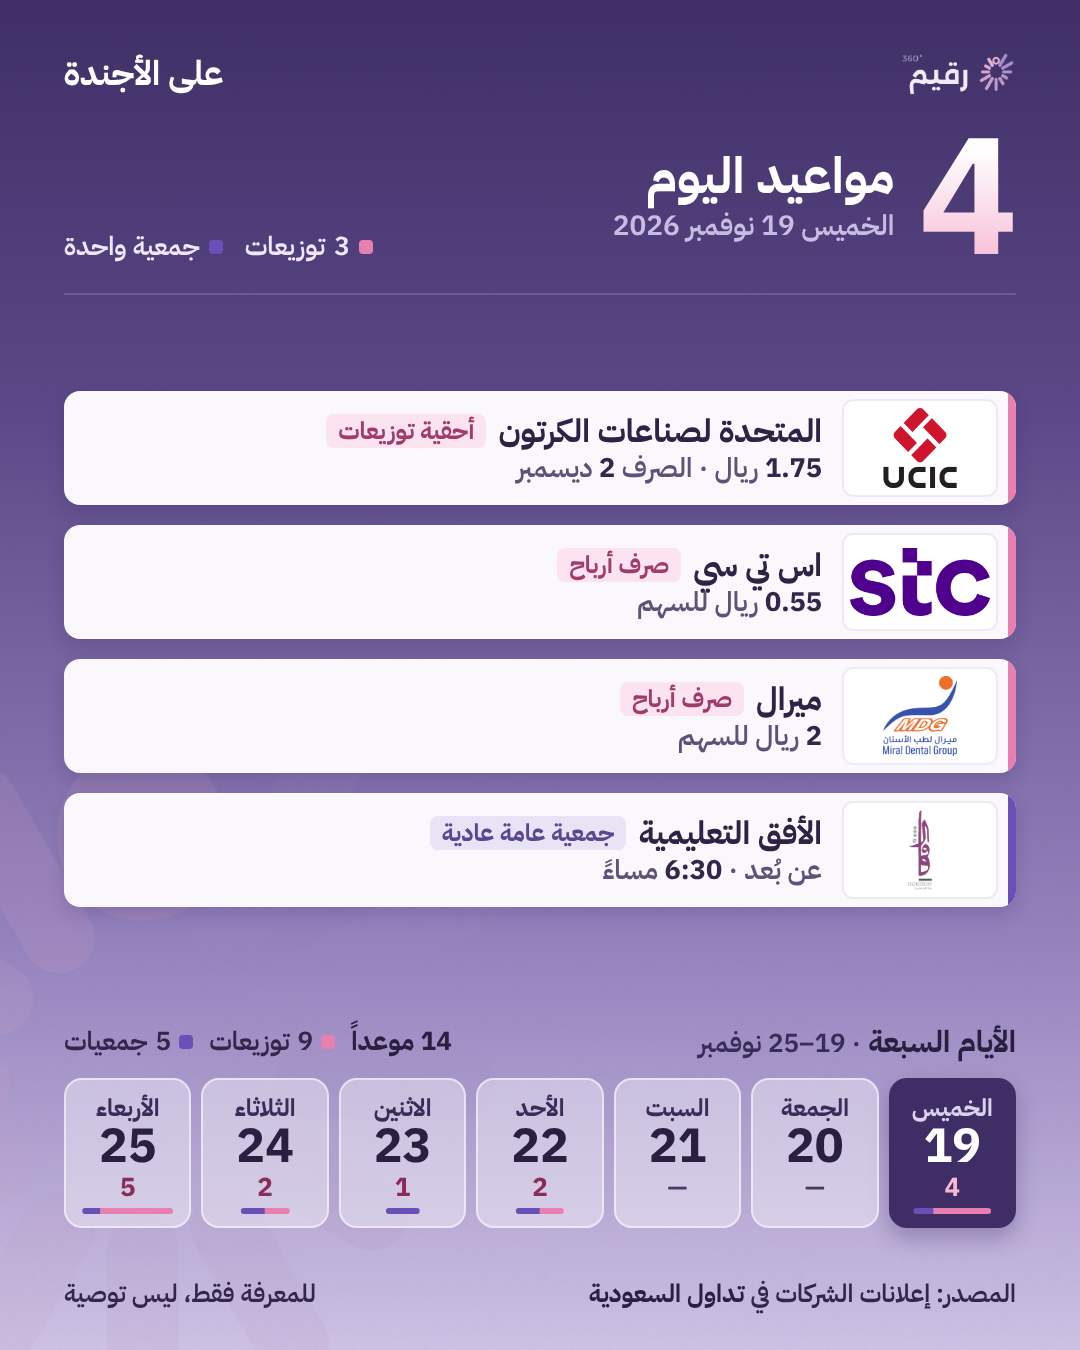 رقيم 360°
على الأجندة
4
مواعيد اليوم
الخميس 19 نوفمبر 2026
3 توزيعات
جمعية واحدة
UCIC
المتحدة لصناعات الكرتون
أحقية توزيعات
1.75 ريال · الصرف 2 ديسمبر
stc
اس تي سي
صرف أرباح
0.55 ريال للسهم
MDG
ميرال لطب الأسنان
Miral Dental Group
ميرال
صرف أرباح
2 ريال للسهم
الأفق التعليمية
جمعية عامة عادية
عن بُعد · 6:30 مساءً
الأيام السبعة · 19–25 نوفمبر
14 موعداً
9 توزيعات
5 جمعيات
الخميس
19
4
الجمعة
20
—
السبت
21
—
الأحد
22
2
الاثنين
23
1
الثلاثاء
24
2
الأربعاء
25
5
المصدر: إعلانات الشركات في تداول السعودية
للمعرفة فقط، ليس توصية